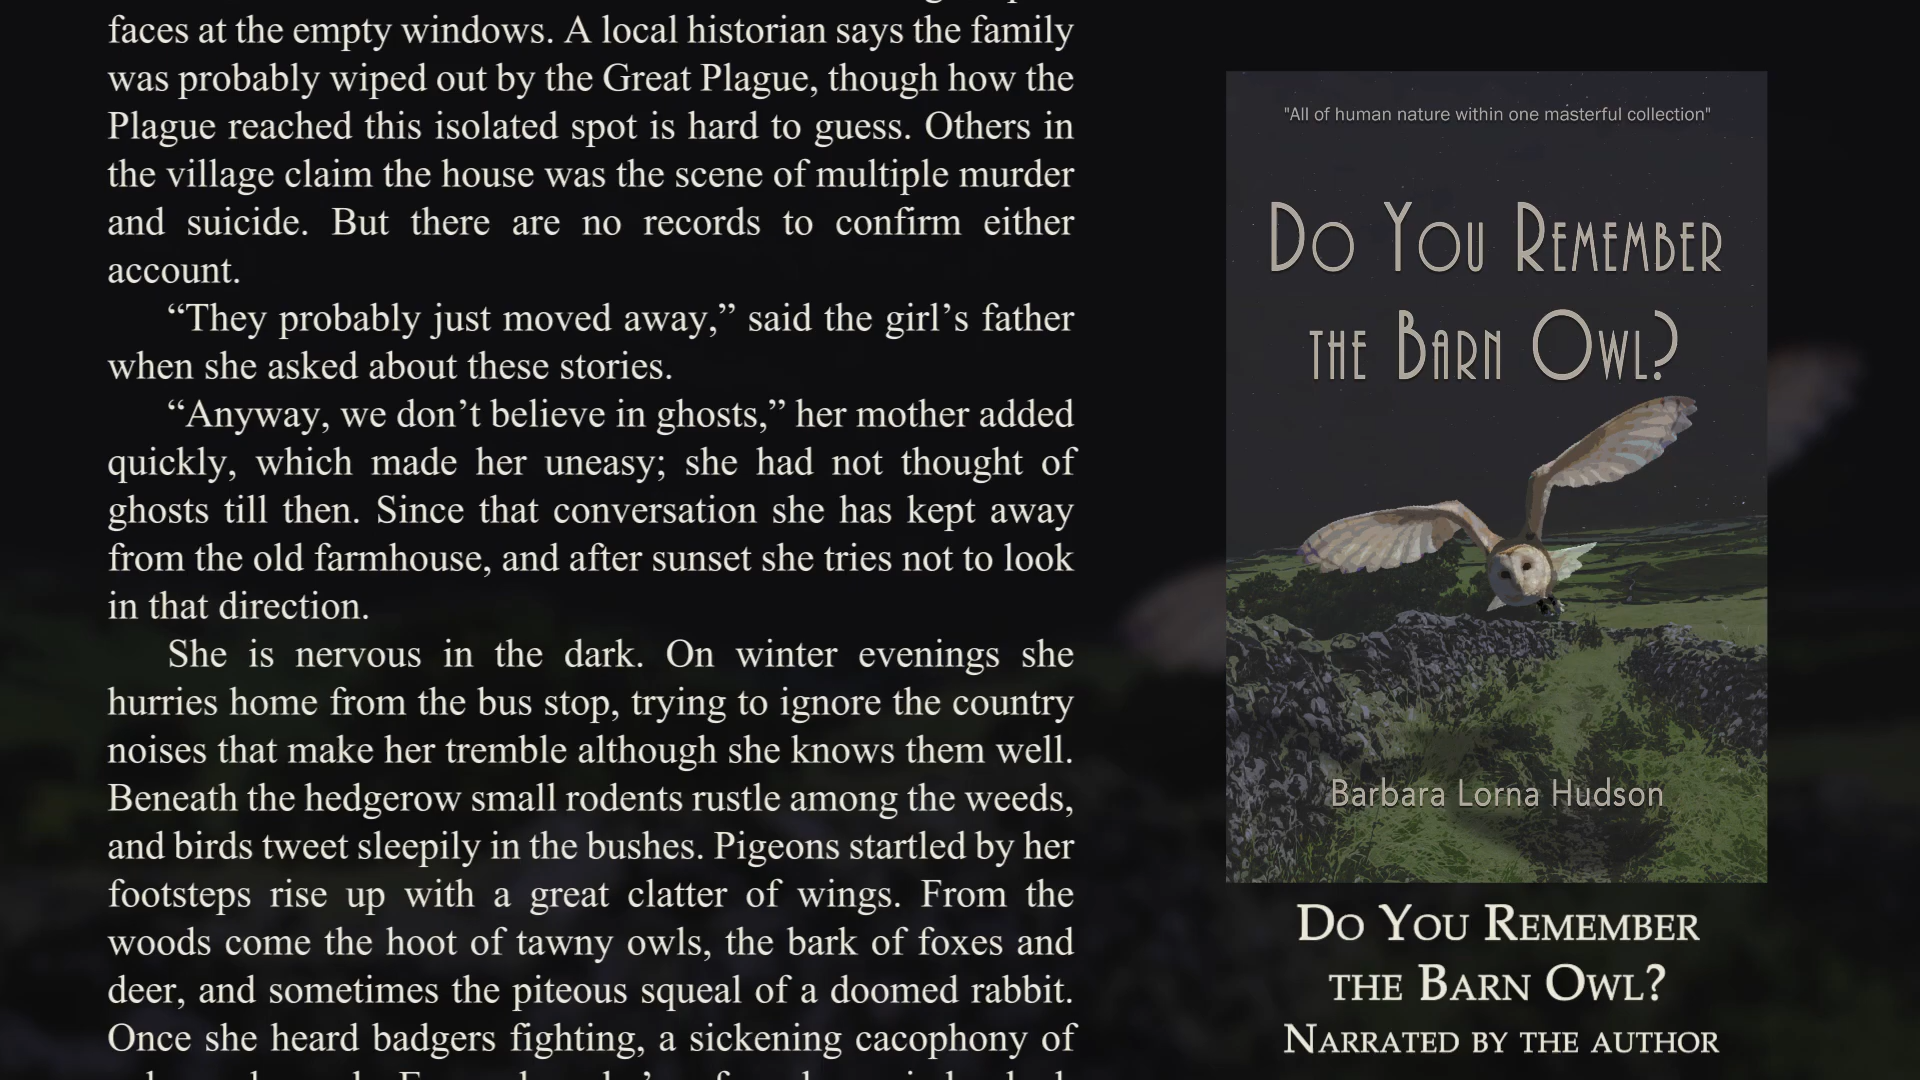 faces at the empty windows. A local historian says the family
was probably wiped out by the Great Plague, though how the
Plague reached this isolated spot is hard to guess. Others in
the village claim the house was the scene of multiple murder
and suicide. But there are no records to confirm either
account.
“They probably just moved away,” said the girl’s father
when she asked about these stories.
“Anyway, we don’t believe in ghosts,” her mother added
quickly, which made her uneasy; she had not thought of
ghosts till then. Since that conversation she has kept away
from the old farmhouse, and after sunset she tries not to look
in that direction.
She is nervous in the dark. On winter evenings she
hurries home from the bus stop, trying to ignore the country
noises that make her tremble although she knows them well.
Beneath the hedgerow small rodents rustle among the weeds,
and birds tweet sleepily in the bushes. Pigeons startled by her
footsteps rise up with a great clatter of wings. From the
woods come the hoot of tawny owls, the bark of foxes and
deer, and sometimes the piteous squeal of a doomed rabbit.
Once she heard badgers fighting, a sickening cacophony of
"All of human nature within one masterful collection"
Do You Remember
the Barn Owl?
Barbara Lorna Hudson
Do You Remember
the Barn Owl?
Narrated by the author